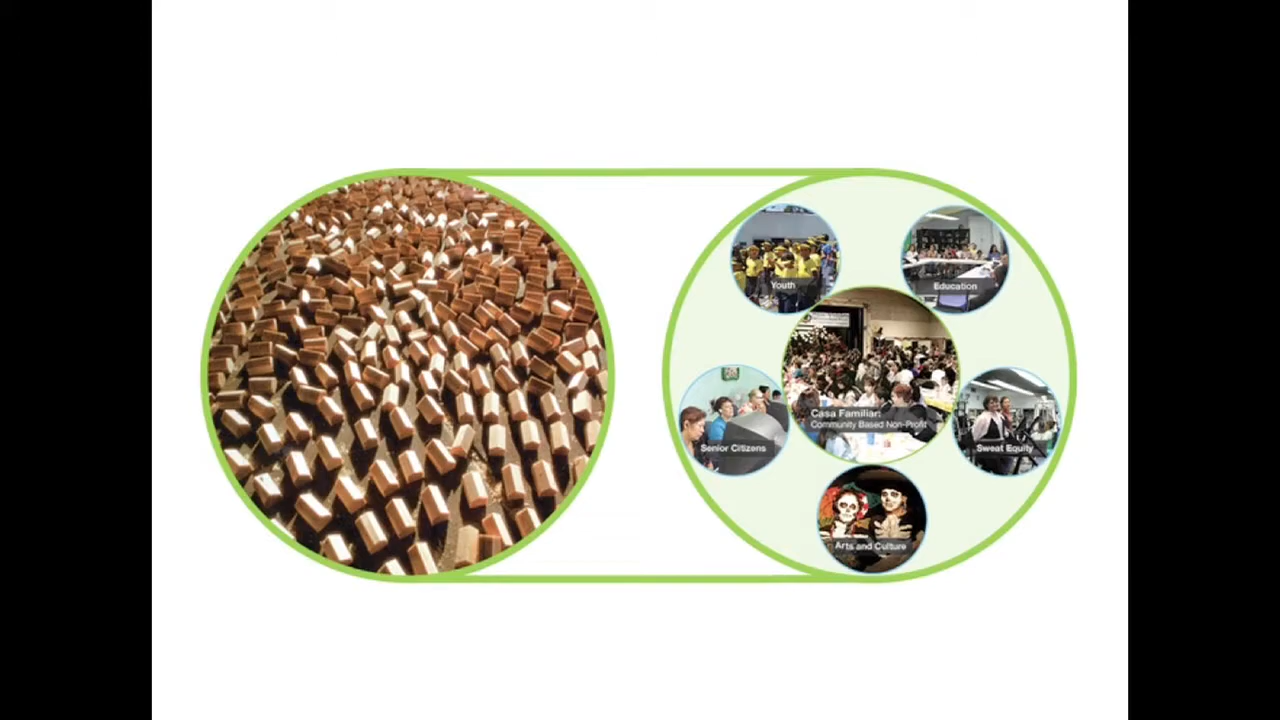 Youth
Education
Casa Familiar:
Community Based Non-Profit
Senior Citizens
Sweat Equity
Arts and Culture